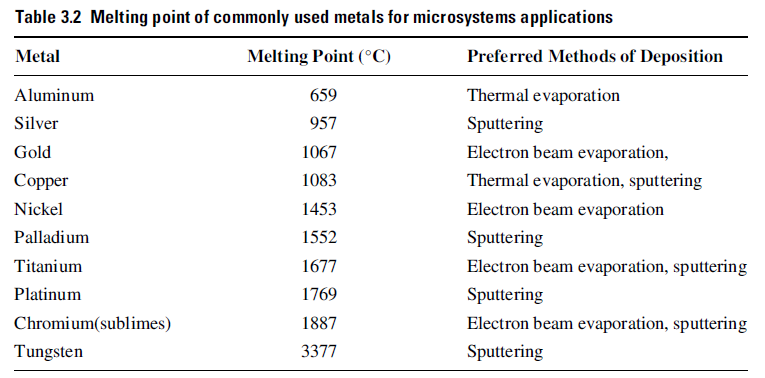 Table 3.2 Melting point of commonly used metals for microsystems applications
Metal Melting Point (°C) Preferred Methods of Deposition
Aluminum 659 Thermal evaporation
Silver 957 Sputtering
Gold 1067 Electron beam evaporation,
Copper 1083 Thermal evaporation, sputtering
Nickel 1453 Electron beam evaporation
Palladium 1552 Sputtering
Titanium 1677 Electron beam evaporation, sputtering
Platinum 1769 Sputtering
Chromium(sublimes) 1887 Electron beam evaporation, sputtering
Tungsten 3377 Sputtering